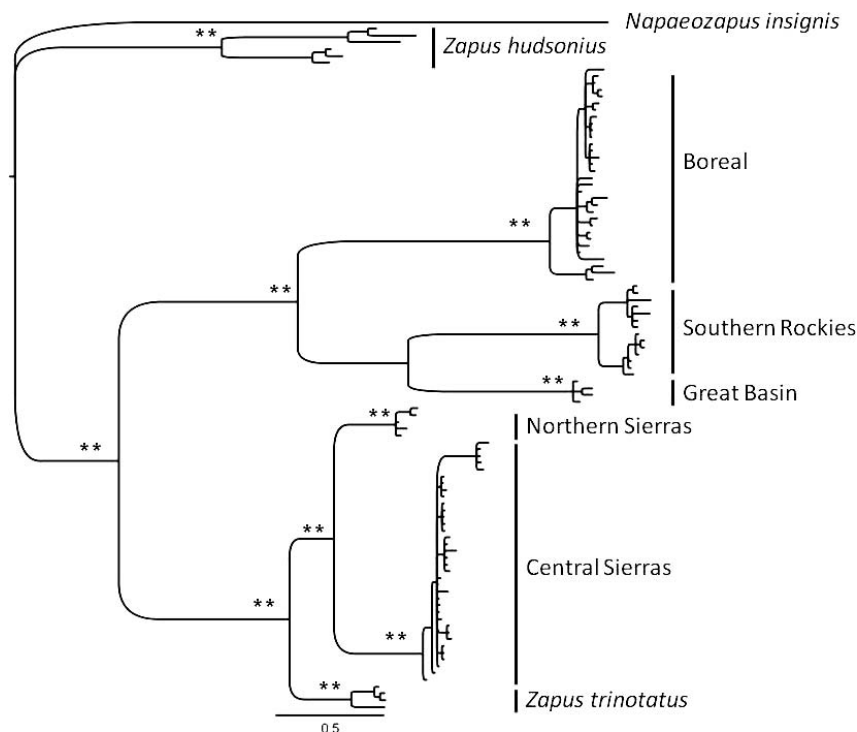 Napaeozapus insignis
**
Zapus hudsonius
Boreal
**
**
Southern Rockies
**
**
Great Basin
**
Northern Sierras
**
**
Central Sierras
**
**
**
Zapus trinotatus
0.5